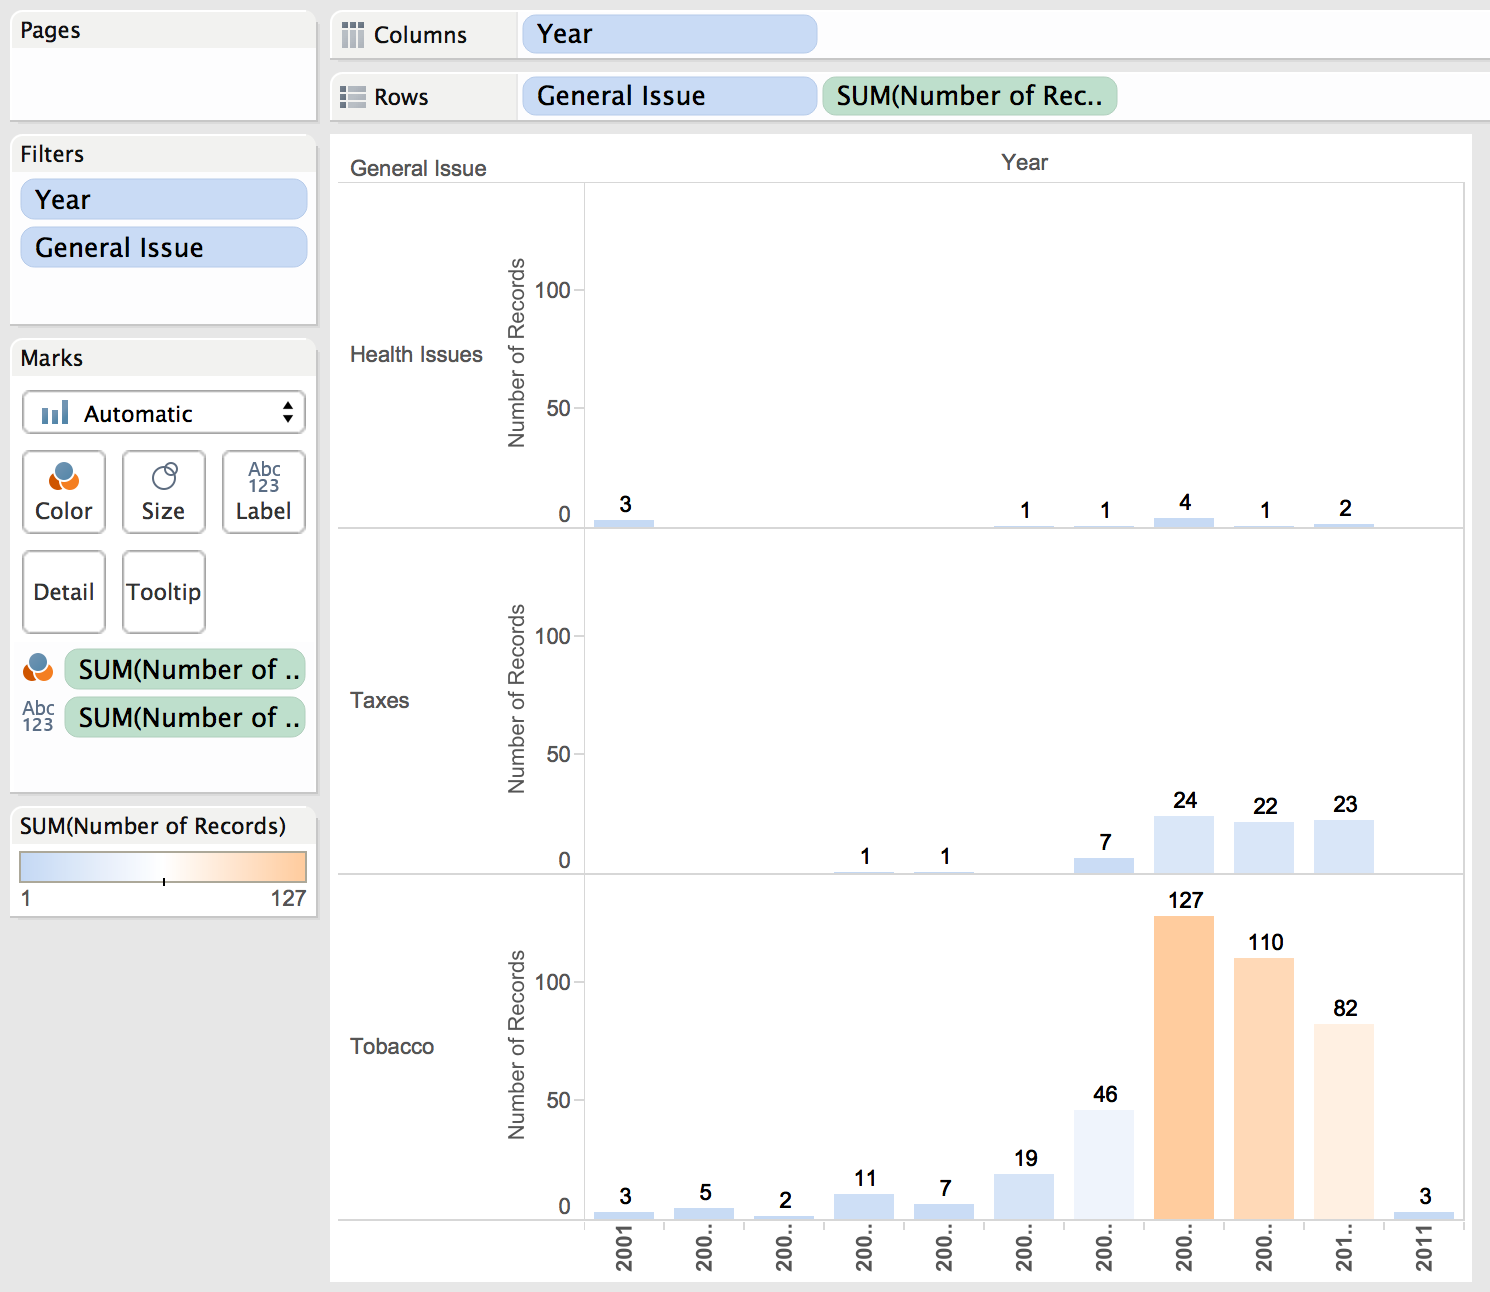 Pages
Columns
Year
Rows
General Issue
SUM(Number of Rec..
Filters
Year
General Issue
Marks
Automatic
Color
Size
Abc
123
Label
Detail
Tooltip
SUM(Number of ..
Abc
123
SUM(Number of ..
SUM(Number of Records)
1
127
General Issue
Year
Health Issues
Number of Records
100
50
0
3
1
1
4
1
2
Taxes
Number of Records
100
50
0
1
1
7
24
22
23
Tobacco
Number of Records
100
50
0
3
5
2
11
7
19
46
127
110
82
3
2001
200..
200..
200..
200..
200..
200..
200..
200..
201..
2011